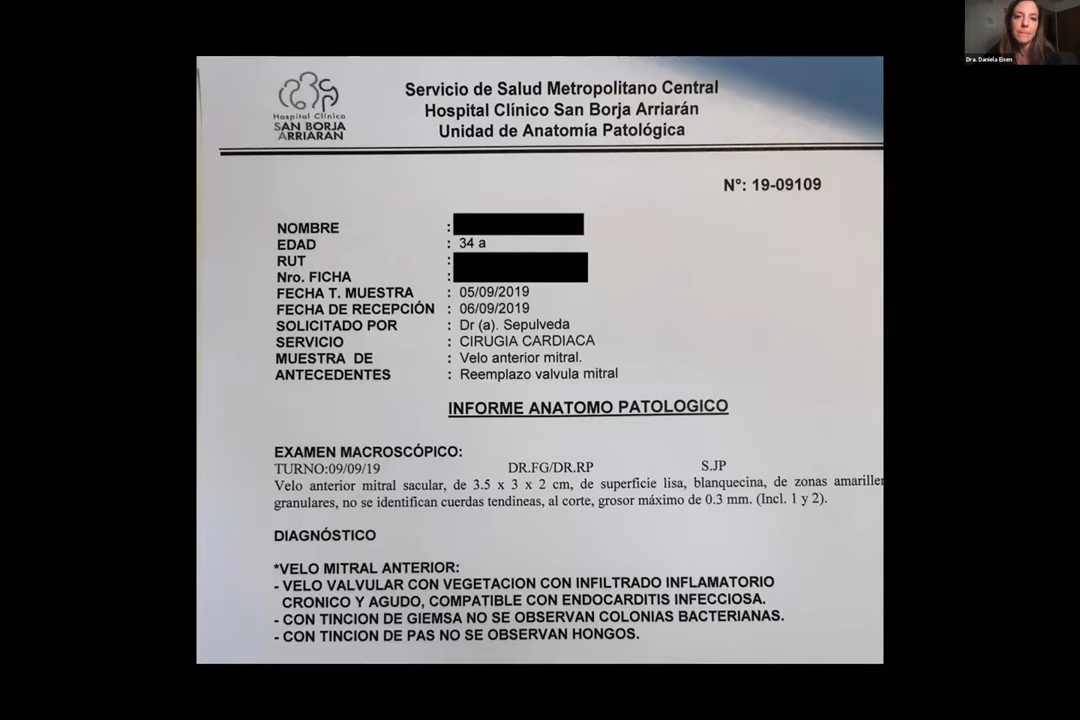 Dra. Daniela Eisen
Hospital Clínico
SAN BORJA
ARRIARAN
Servicio de Salud Metropolitano Central
Hospital Clínico San Borja Arriarán
Unidad de Anatomía Patológica
N°: 19-09109
NOMBRE :
EDAD : 34 a
RUT :
Nro. FICHA :
FECHA T. MUESTRA : 05/09/2019
FECHA DE RECEPCIÓN : 06/09/2019
SOLICITADO POR : Dr (a). Sepulveda
SERVICIO : CIRUGIA CARDIACA
MUESTRA DE : Velo anterior mitral.
ANTECEDENTES : Reemplazo valvula mitral
INFORME ANATOMO PATOLOGICO
EXAMEN MACROSCÓPICO:
TURNO:09/09/19 DR.FG/DR.RP S.JP
Velo anterior mitral sacular, de 3.5 x 3 x 2 cm, de superficie lisa, blanquecina, de zonas
granulares, no se identifican cuerdas tendineas, al corte, grosor máximo de 0.3 mm. (Incl. 1 y 2).
DIAGNÓSTICO
*VELO MITRAL ANTERIOR:
- VELO VALVULAR CON VEGETACION CON INFILTRADO INFLAMATORIO
CRONICO Y AGUDO, COMPATIBLE CON ENDOCARDITIS INFECCIOSA.
- CON TINCION DE GIEMSA NO SE OBSERVAN COLONIAS BACTERIANAS.
- CON TINCION DE PAS NO SE OBSERVAN HONGOS.